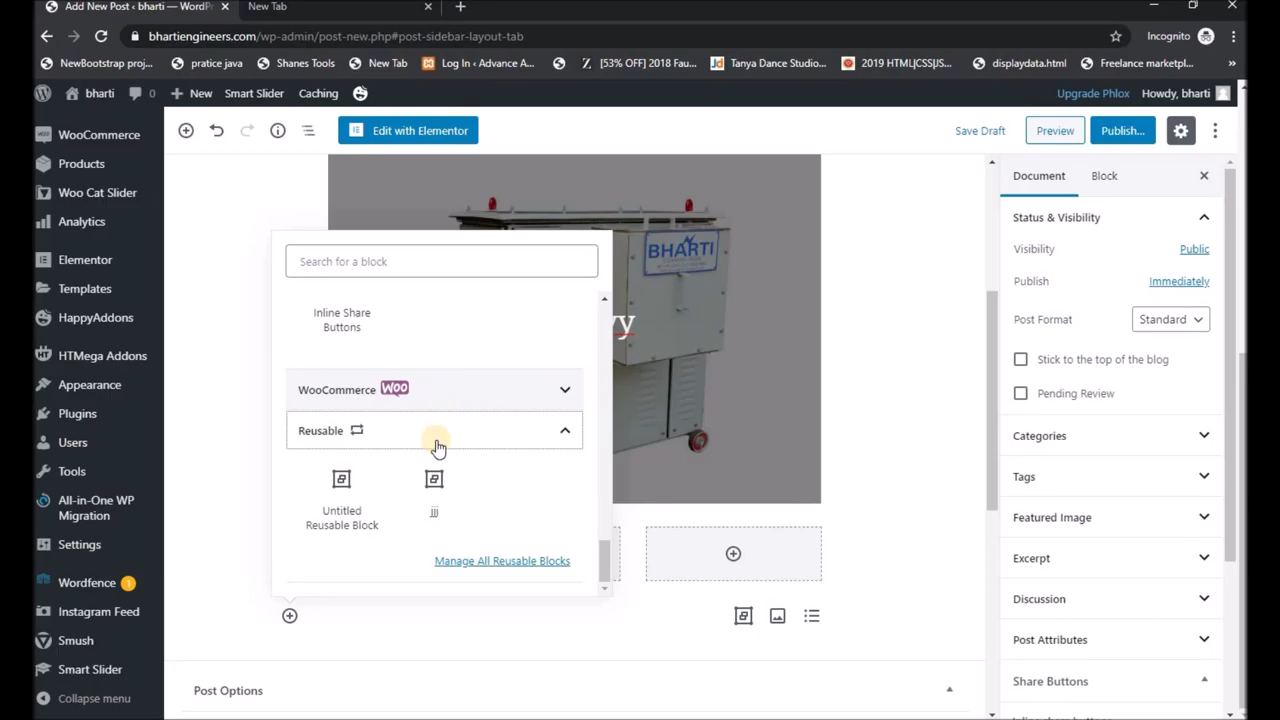 Add New Post ‹ bharti — WordPr
New Tab
bhartiengineers.com/wp-admin/post-new.php#post-sidebar-layout-tab
Incognito
NewBootstrap proj...
pratice java
Shanes Tools
New Tab
Log In ‹ Advance A...
[53% OFF] 2018 Fau...
Tanya Dance Studio...
2019 HTML|CSS|JS...
displaydata.html
Freelance marketpl...
»
bharti
0
New
Smart Slider
Caching
Upgrade Phlox
Howdy, bharti
WooCommerce
Products
Woo Cat Slider
Analytics
Elementor
Templates
HappyAddons
HTMega Addons
Appearance
Plugins
Users
Tools
All-in-One WP
Migration
Settings
Wordfence 1
Instagram Feed
Smush
Smart Slider
Collapse menu
Edit with Elementor
Save Draft
Preview
Publish...
BHARTI
Search for a block
Inline Share
Buttons
WooCommerce WOO
Reusable
Untitled
Reusable Block
jjj
Manage All Reusable Blocks
Post Options
Document
Block
Status & Visibility
Visibility
Public
Publish
Immediately
Post Format
Standard
Stick to the top of the blog
Pending Review
Categories
Tags
Featured Image
Excerpt
Discussion
Post Attributes
Share Buttons